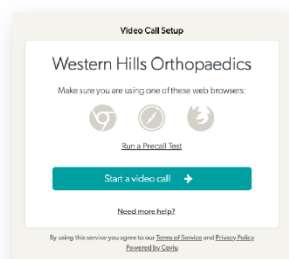 Video Call Setup
Western Hills Orthopaedics
Make sure you are using one of these web browsers:
Run a Precall Test
Start a video call
Need more help?
By using this service you agree to our Terms of Service and Privacy Policy
Powered by Coviu